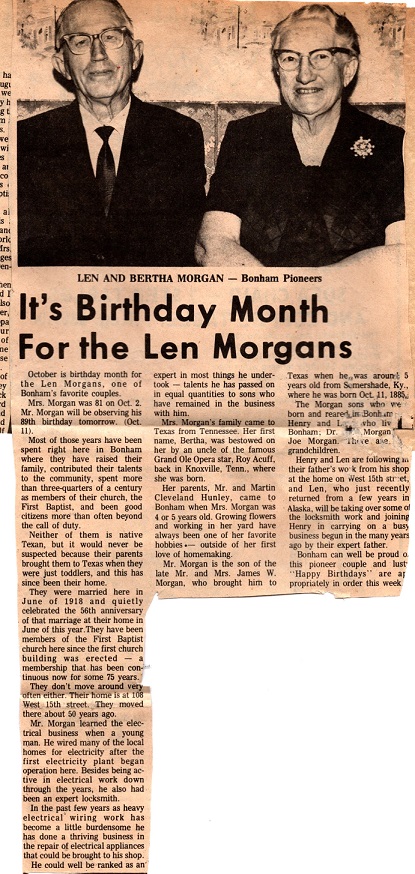 LEN AND BERTHA MORGAN — Bonham Pioneers
It's Birthday Month
For the Len Morgans
October is birthday month for
the Len Morgans, one of
Bonham's favorite couples.
Mrs. Morgan was 81 on Oct. 2.
Mr. Morgan will be observing his
89th birthday tomorrow, (Oct.
11).
Most of those years have been
spent right here in Bonham
where they have raised their
family, contributed their talents
to the community, spent more
than three-quarters of a century
as members of their church, the
First Baptist, and been good
citizens more than often beyond
the call of duty.
Neither of them is native
Texan, but it would never be
suspected because their parents
brought them to Texas when they
were just toddlers, and this has
since been their home.
They were married here in
June of 1918 and quietly
celebrated the 56th anniversary
of that marriage at their home in
June of this year.They have been
members of the First Baptist
church here since the first church
building was erected — a
membership that has been con-
tinuous now for some 75 years.
They don't move around very
often either. Their home is at 108
West 15th street. They moved
there about 50 years ago.
Mr. Morgan learned the elec-
trical business when a young
man. He wired many of the local
homes for electricity after the
first electricity plant began
operation here. Besides being ac-
tive in electrical work down
through the years, he also had
been an expert locksmith.
In the past few years as heavy
electrical wiring work has
become a little burdensome he
has done a thriving business in
the repair of electrical appliances
that could be brought to his shop.
He could well be ranked as an
expert in most things he under-
took — talents he has passed on
in equal quantities to sons who
have remained in the business
with him.
Mrs. Morgan's family came to
Texas from Tennessee. Her first
name, Bertha, was bestowed on
her by an uncle of the famous
Grand Ole Opera star, Roy Acuff,
back in Knoxville, Tenn., where
she was born.
Her parents, Mr. and Martin
Cleveland Hunley, came to
Bonham when Mrs. Morgan was
4 or 5 years old. Growing flowers
and working in her yard have
always been one of her favorite
hobbies — outside of her first
love of homemaking.
Mr. Morgan is the son of the
late Mr. and Mrs. James W.
Morgan, who brought him to
Texas when he was around 5
years old from Somershade, Ky.,
where he was born Oct. 11, 1885.
The Morgan sons who
born and reared in Bonham
Henry and L who liv
Bonham; Dr. Morgan
Joe Morgan.
grandchildren.
Henry and Len are following in
their father's work from his shop
at the home on West 15th street,
and Len, who just recently
returned from a few years in
Alaska, will be taking over some of
the locksmith work and joining
Henry in carrying on a busy
business begun in the many years
ago by their expert father.
Bonham can well be proud o
this pioneer couple and lust
"Happy Birthdays" are ap
propriately in order this week